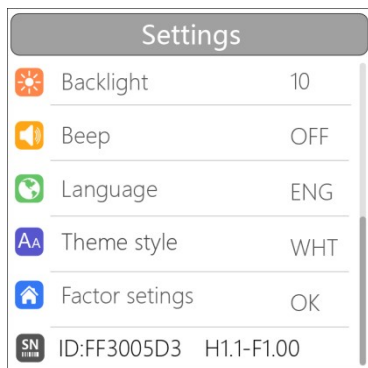 Settings
Backlight 10
Beep OFF
Language ENG
AA Theme style WHT
Factor setings OK
SN ID:FF3005D3 H1.1-F1.00